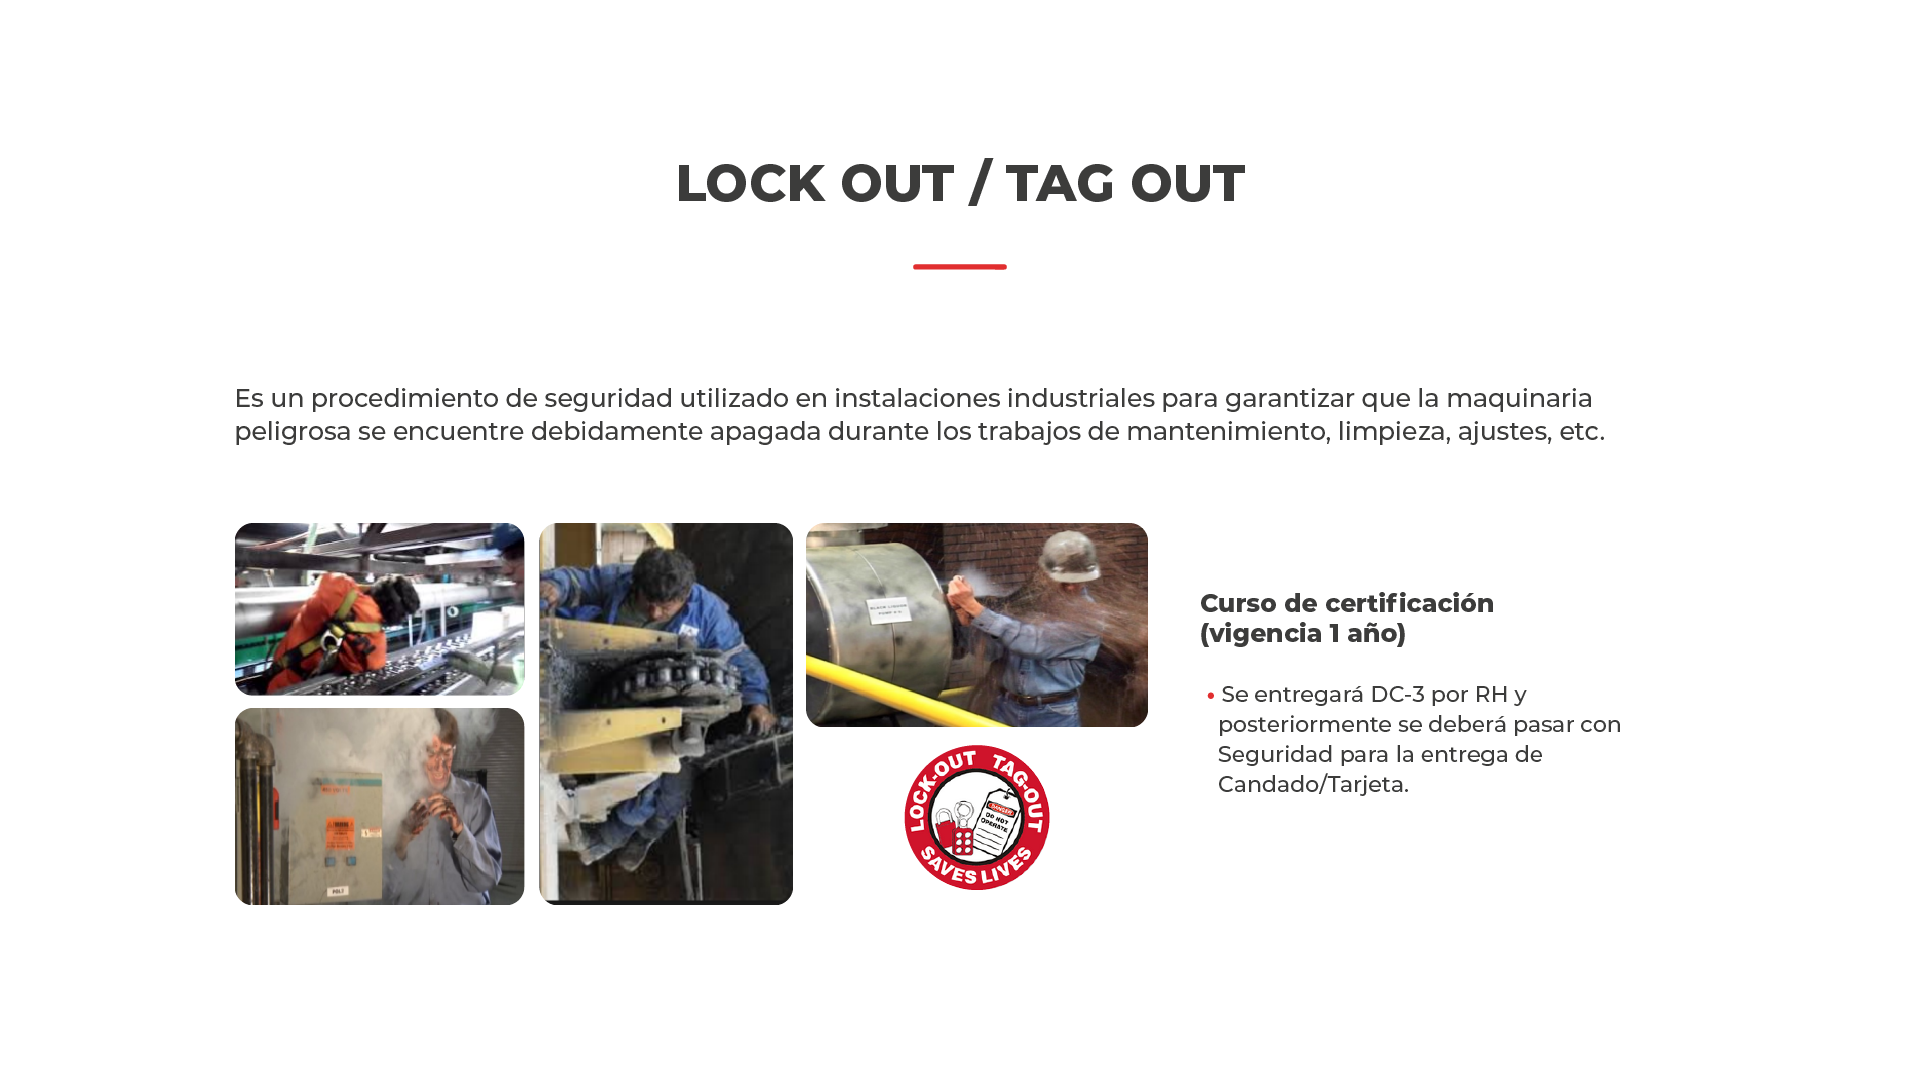 LOCK OUT / TAG OUT
Es un procedimiento de seguridad utilizado en instalaciones industriales para garantizar que la maquinaria
peligrosa se encuentre debidamente apagada durante los trabajos de mantenimiento, limpieza, ajustes, etc.
BLACK LIQUOR
PUMP
LOCK-OUT TAG-OUT
DANGER
DO NOT
OPERATE
SAVES LIVES
Curso de certificación
(vigencia 1 año)
• Se entregará DC-3 por RH y
posteriormente se deberá pasar con
Seguridad para la entrega de
Candado/Tarjeta.